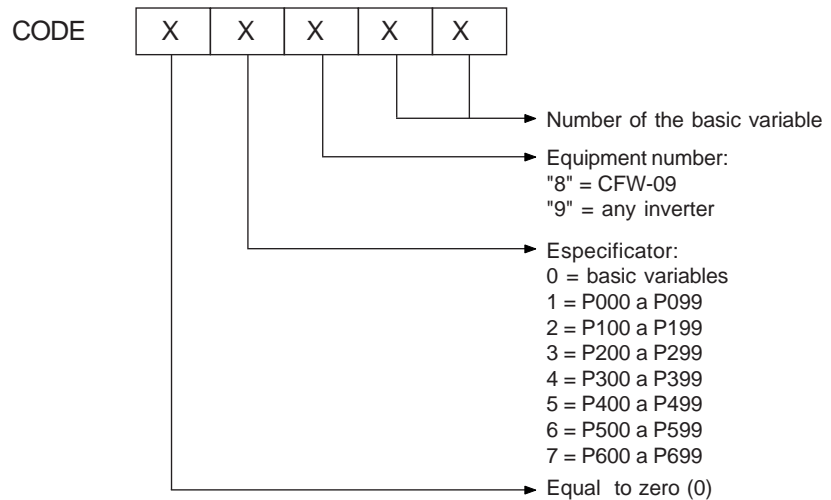 CODE X X X X X
Number of the basic variable
Equipment number:
"8" = CFW-09
"9" = any inverter
Especificator:
0 = basic variables
1 = P000 a P099
2 = P100 a P199
3 = P200 a P299
4 = P300 a P399
5 = P400 a P499
6 = P500 a P599
7 = P600 a P699
Equal to zero (0)